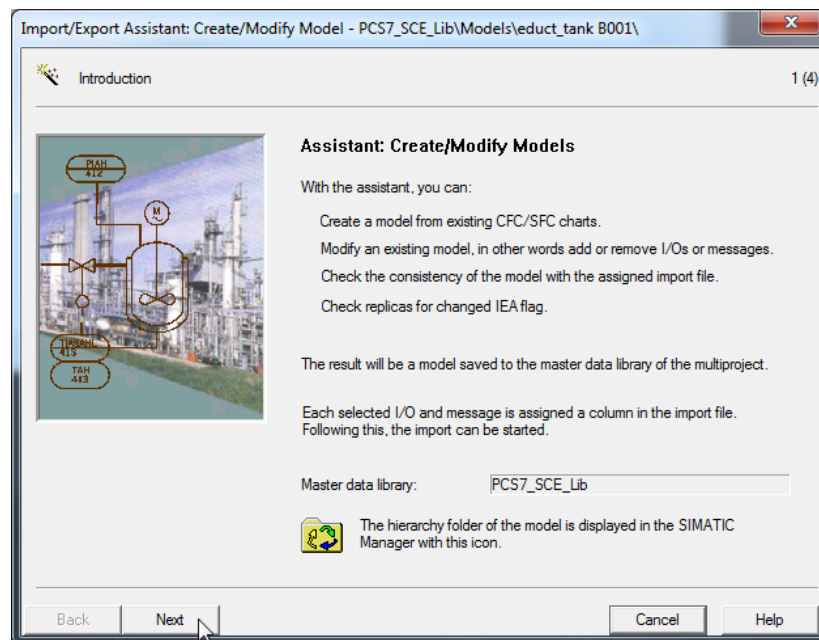 Import/Export Assistant: Create/Modify Model - PCS7_SCE_Lib\Models\educt_tank B001\
Introduction
1 (4)
PIAH
412
M
TIASAHL
413
TAH
413
Assistant: Create/Modify Models
With the assistant, you can:
Create a model from existing CFC/SFC charts.
Modify an existing model, in other words add or remove I/Os or messages.
Check the consistency of the model with the assigned import file.
Check replicas for changed IEA flag.
The result will be a model saved to the master data library of the multiproject.
Each selected I/O and message is assigned a column in the import file.
Following this, the import can be started.
Master data library:
PCS7_SCE_Lib
The hierarchy folder of the model is displayed in the SIMATIC
Manager with this icon.
Back
Next
Cancel
Help